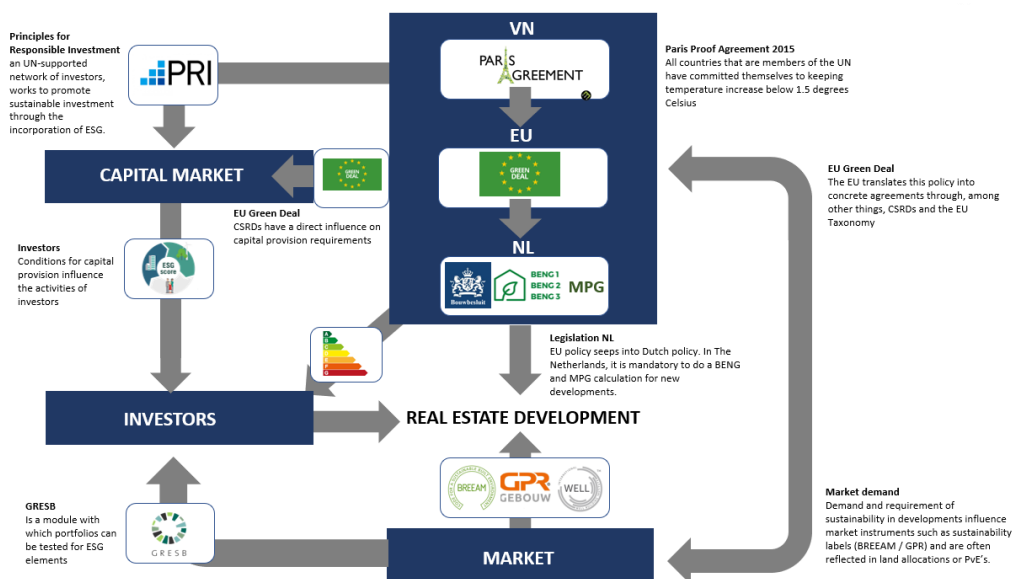 Principles for
Responsible Investment
an UN-supported
network of investors,
works to promote
sustainable investment
through the
incorporation of ESG.
PRI
VN
PARIS
AGREEMENT
Paris Proof Agreement 2015
All countries that are members of the UN
have committed themselves to keeping
temperature increase below 1.5 degrees
Celsius
EU
GREEN
DEAL
CAPITAL MARKET
GREEN
DEAL
EU Green Deal
CSRDs have a direct influence on
capital provision requirements
EU Green Deal
The EU translates this policy into
concrete agreements through, among
other things, CSRDs and the EU
Taxonomy
Investors
Conditions for capital
provision influence
the activities of
investors
ESG
score
NL
Bouwbesluit
BENG 1
BENG 2
BENG 3
MPG
A
B
C
D
E
F
G
Legislation NL
EU policy seeps into Dutch policy. In The
Netherlands, it is mandatory to do a BENG
and MPG calculation for new
developments.
INVESTORS
REAL ESTATE DEVELOPMENT
BREEAM
GPR
GEBOUW
WELL
GRESB
Is a module with
which portfolios can
be tested for ESG
elements
GRESB
MARKET
Market demand
Demand and requirement of
sustainability in developments influence
market instruments such as sustainability
labels (BREEAM / GPR) and are often
reflected in land allocations or PvE's.